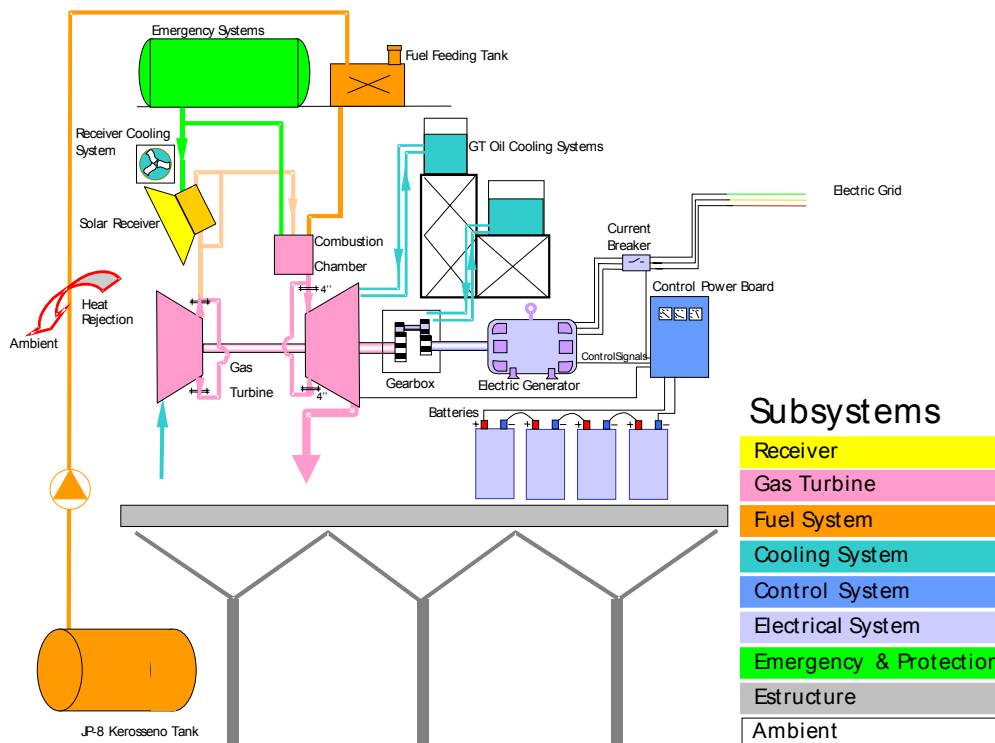 Emergency Systems
Fuel Feeding Tank
Receiver Cooling
System
GT Oil Cooling Systems
Electric Grid
Solar Receiver
Combustion
Chamber
Current
Breaker
4''
Control Power Board
Heat
Rejection
Ambient
Gas
Turbine
4''
Gearbox
Electric Generator
ControlSignals
Batteries
+
−
+
−
+
−
+
−
Subsystems
Receiver
Gas Turbine
Fuel System
Cooling System
Control System
Electrical System
Emergency & Protection
Estructure
Ambient
JP-8 Kerosseno Tank